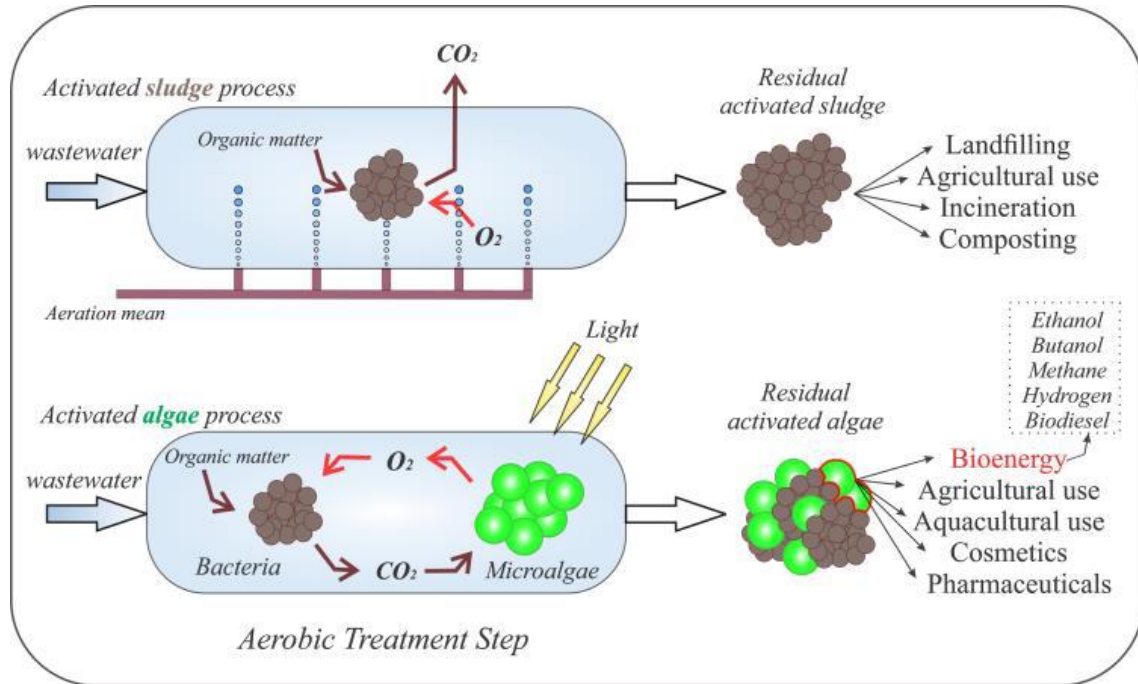 CO₂
Activated sludge process
Residual
activated sludge
wastewater
Organic matter
O₂
Landfilling
Agricultural use
Incineration
Composting
Aeration mean
Light
Ethanol
Butanol
Methane
Hydrogen
Biodiesel
Activated algae process
Residual
activated algae
wastewater
Organic matter
O₂
Bacteria
CO₂
Microalgae
Bioenergy
Agricultural use
Aquacultural use
Cosmetics
Pharmaceuticals
Aerobic Treatment Step